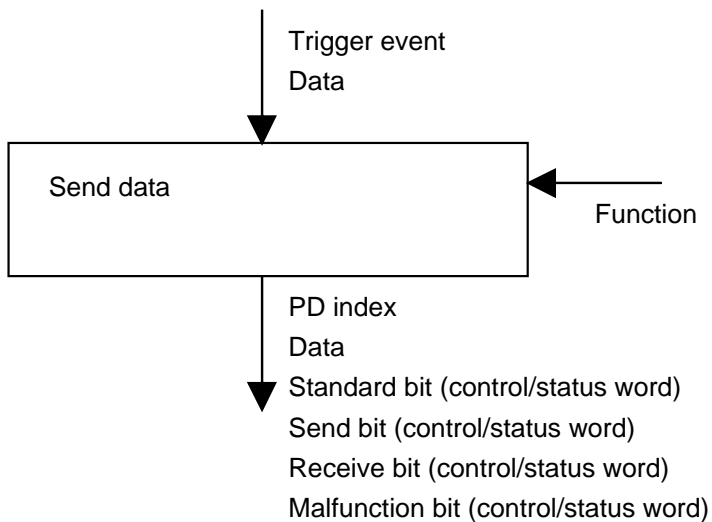 Trigger event
Data
Send data
Function
PD index
Data
Standard bit (control/status word)
Send bit (control/status word)
Receive bit (control/status word)
Malfunction bit (control/status word)